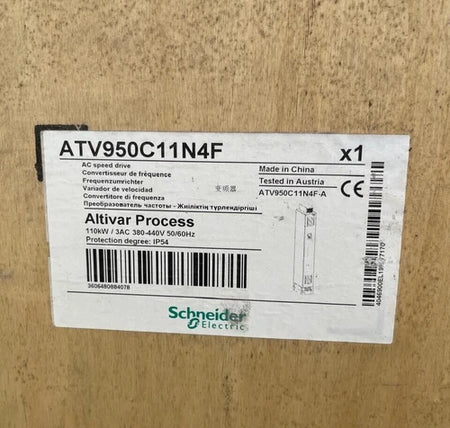 ATV950C11N4F x1
AC speed drive
Convertisseur de fréquence
Frequenzumrichter
Variador de velocidad 变频器
Convertitore di frequenza
Преобразователь частоты - Жиіліктің түрлендіргіші
Made in China
Tested in Austria
ATV950C11N4F-A
CE
Altivar Process
110kW / 3AC 380-440V 50/60Hz
Protection degree: IP54
3606480884078
Schneider
Electric